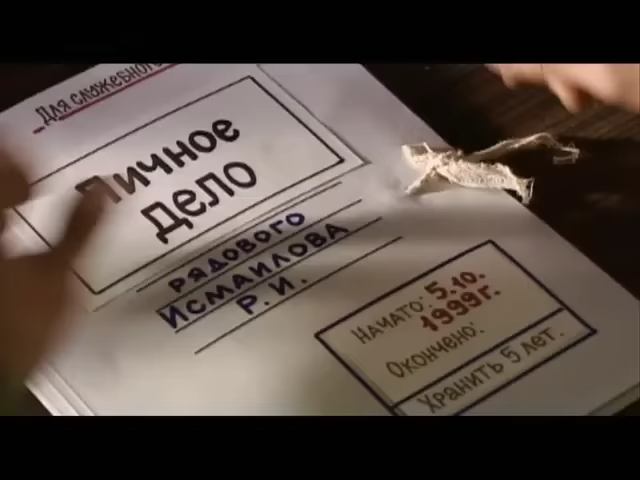 Для служебного
Личное
дело
рядового
Исмаилова
Р. И.
Начато: 5.10.
1999г.
Окончено:
Хранить 5 лет.